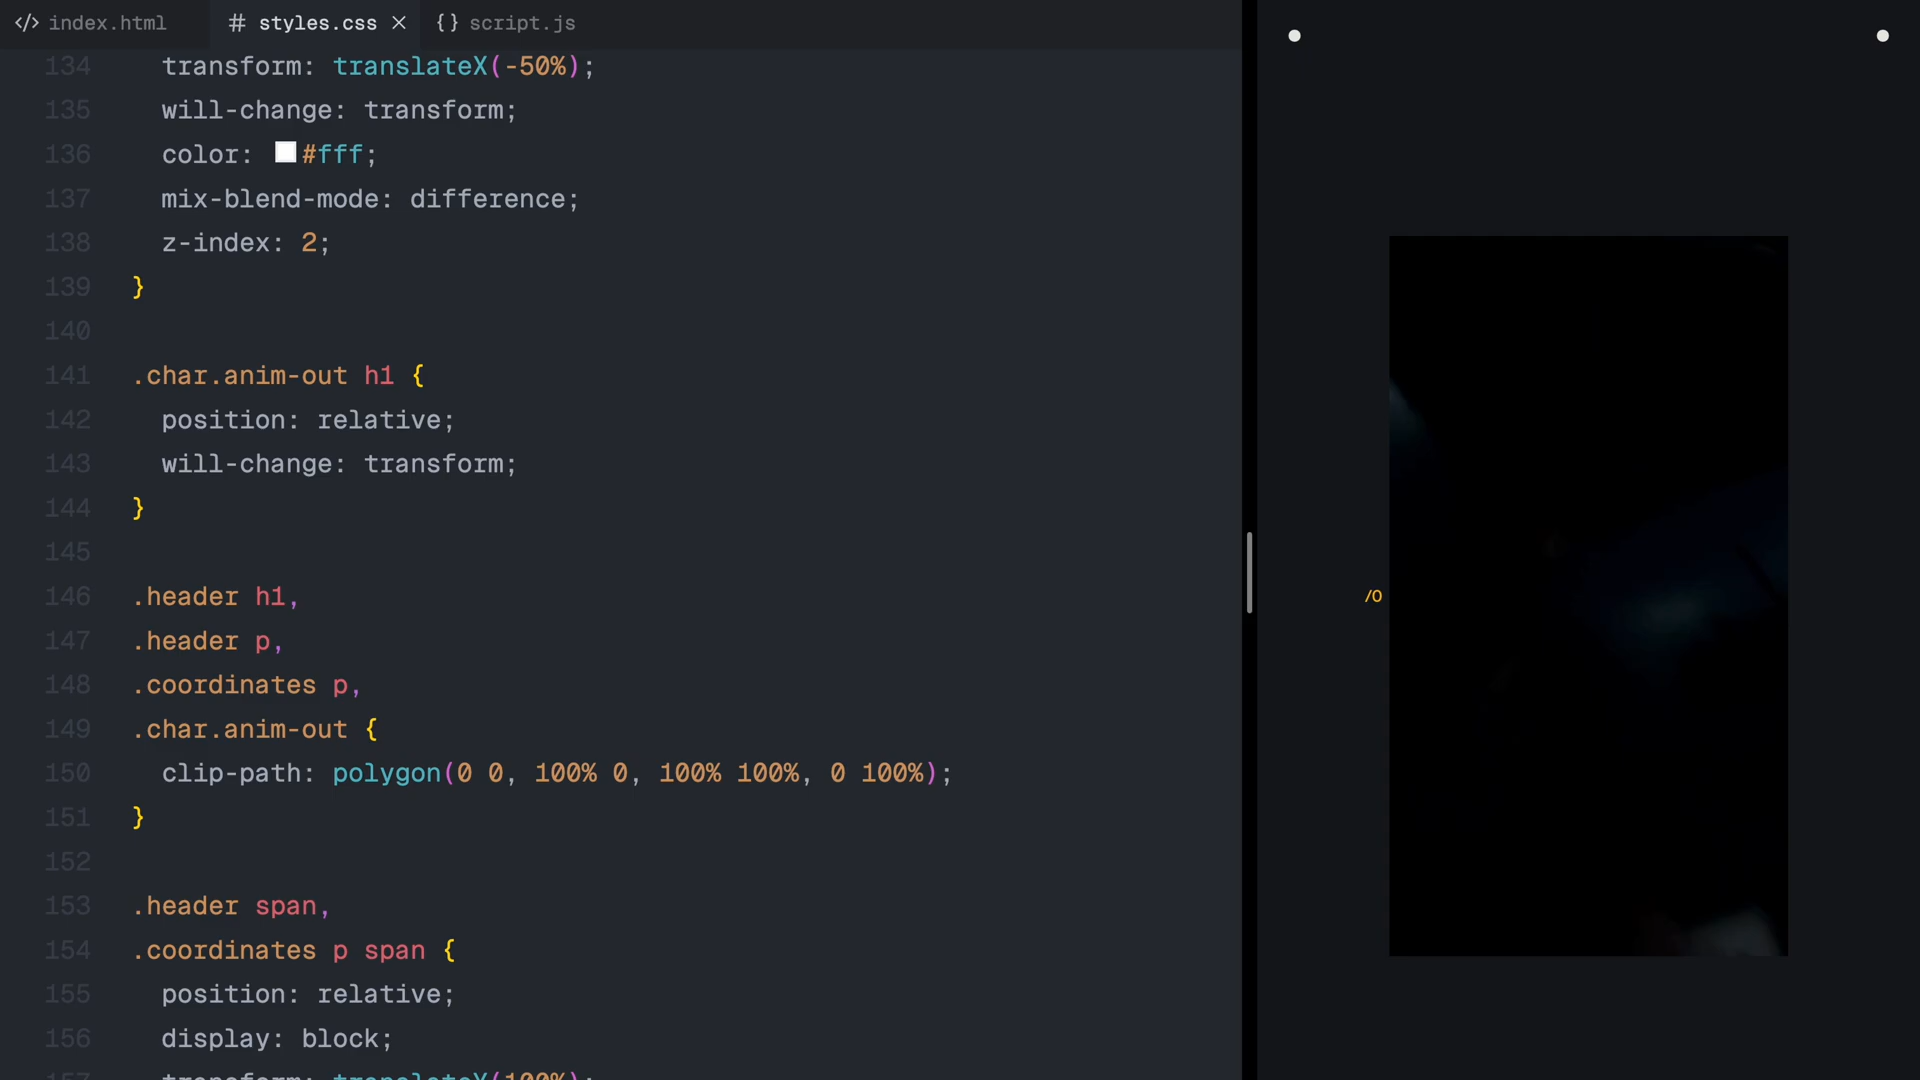 index.html
styles.css
script.js
134 transform: translateX(-50%);
135 will-change: transform;
136 color: #fff;
137 mix-blend-mode: difference;
138 z-index: 2;
139 }
140
141 .char.anim-out h1 {
142 position: relative;
143 will-change: transform;
144 }
145
146 .header h1,
147 .header p,
148 .coordinates p,
149 .char.anim-out {
150 clip-path: polygon(0 0, 100% 0, 100% 100%, 0 100%);
151 }
152
153 .header span,
154 .coordinates p span {
155 position: relative;
156 display: block;
/0